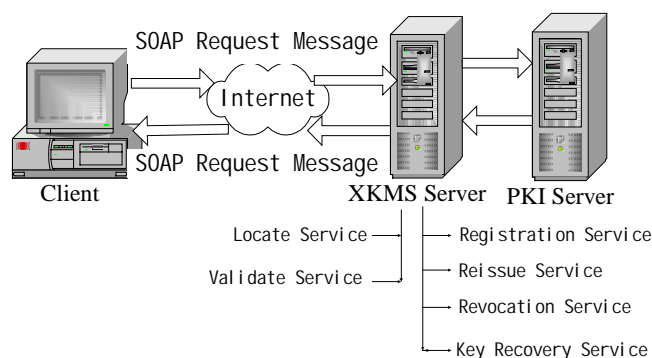 SOAP Request Message
Internet
SOAP Request Message
Client
XKMS Server
PKI Server
Locate Service
Registration Service
Validate Service
Reissue Service
Revocation Service
Key Recovery Service